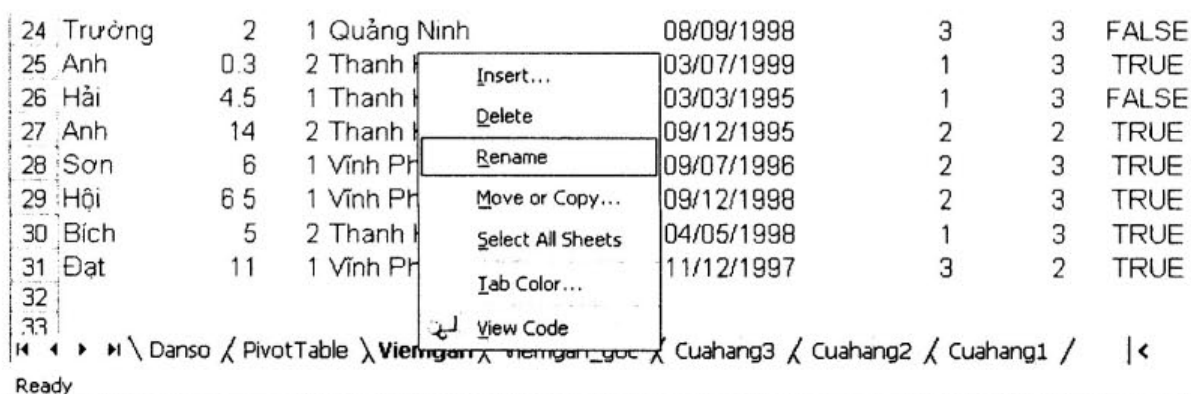 24 Trường 2 1 Quảng Ninh 08/09/1998 3 3 FALSE
25 Anh 0.3 2 Thanh 03/07/1999 1 3 TRUE
26 Hải 4.5 1 Thanh 03/03/1995 1 3 FALSE
27 Anh 14 2 Thanh 09/12/1995 2 2 TRUE
28 Sơn 6 1 Vĩnh Ph 09/07/1996 2 3 TRUE
29 Hội 6 5 1 Vĩnh Ph 09/12/1998 2 3 TRUE
30 Bích 5 2 Thanh 04/05/1998 1 3 TRUE
31 Đạt 11 1 Vĩnh Ph 11/12/1997 3 2 TRUE
32
33
Insert...
Delete
Rename
Move or Copy...
Select All Sheets
Tab Color...
View Code
Danso / PivotTable \ Viemgan / Viemgan_goc / Cuahang3 / Cuahang2 / Cuahang1 /
Ready